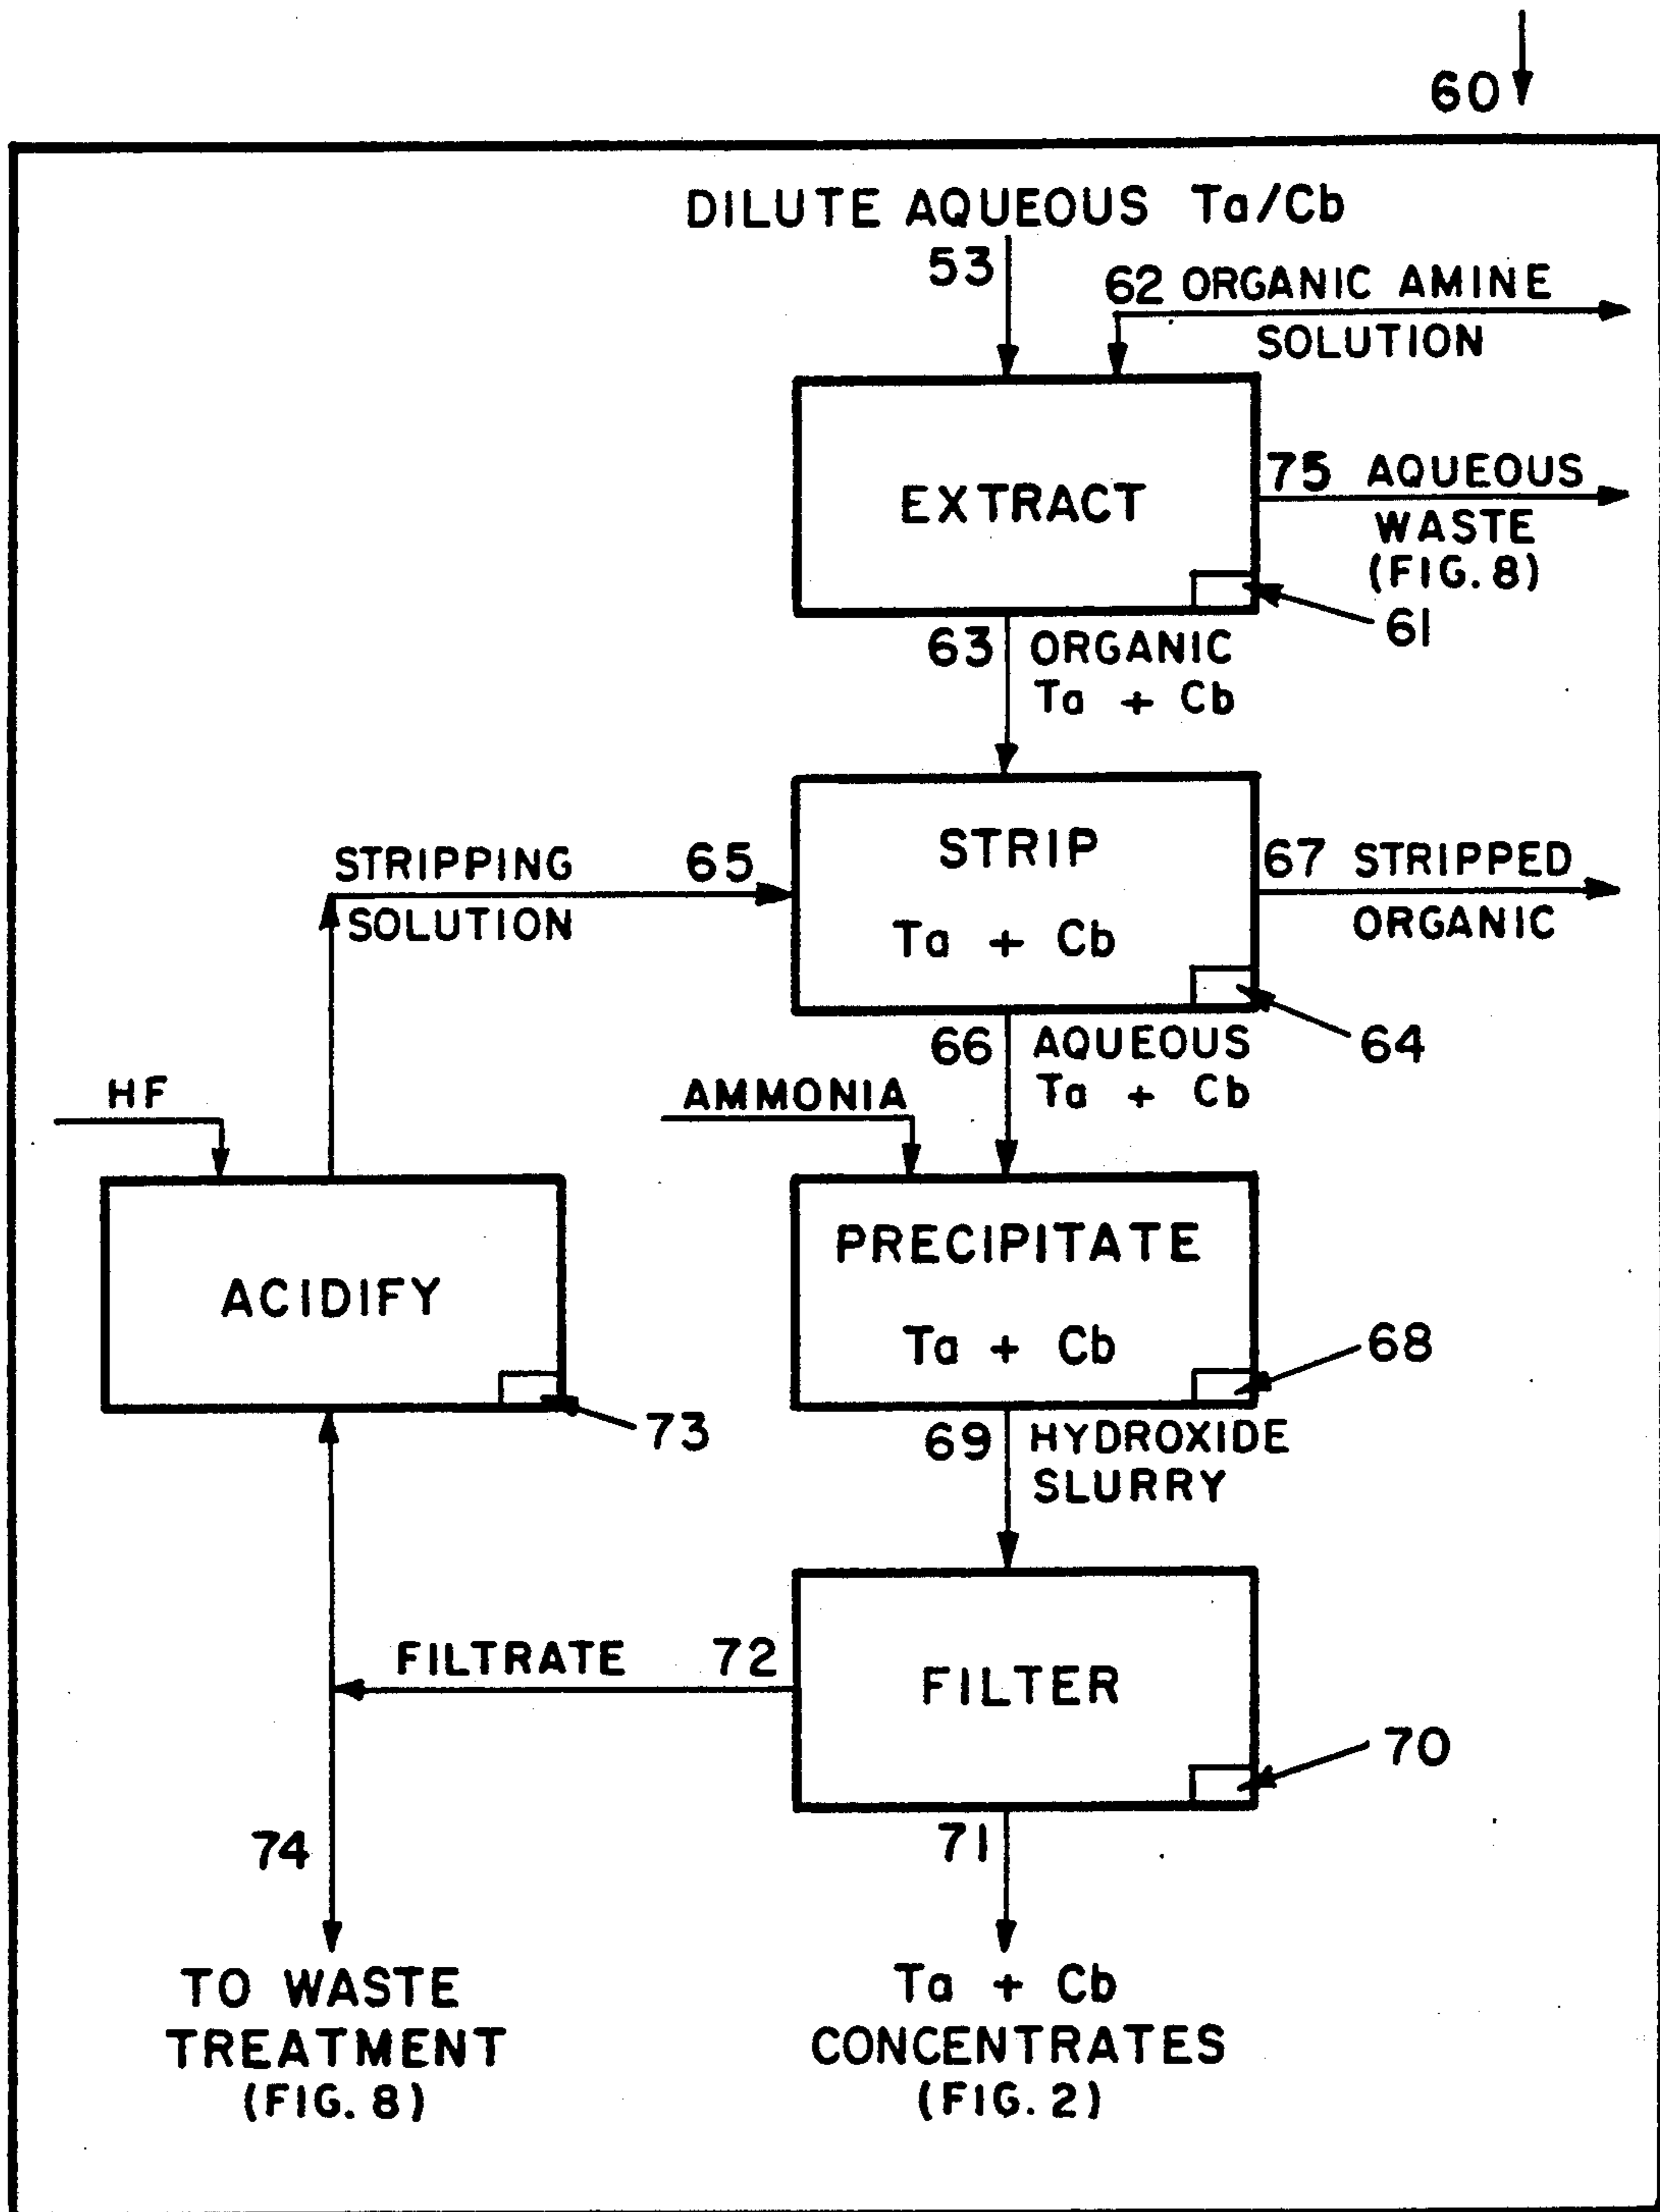 60
DILUTE AQUEOUS Ta/Cb
53
62 ORGANIC AMINE
SOLUTION
EXTRACT
75 AQUEOUS
WASTE
(FIG. 8)
61
63 ORGANIC
Ta + Cb
STRIP
Ta + Cb
STRIPPING 65
SOLUTION
67 STRIPPED
ORGANIC
64
66 AQUEOUS
Ta + Cb
HF
AMMONIA
ACIDIFY
73
PRECIPITATE
Ta + Cb
68
69 HYDROXIDE
SLURRY
FILTRATE 72
FILTER
70
74
71
TO WASTE
TREATMENT
(FIG. 8)
Ta + Cb
CONCENTRATES
(FIG. 2)